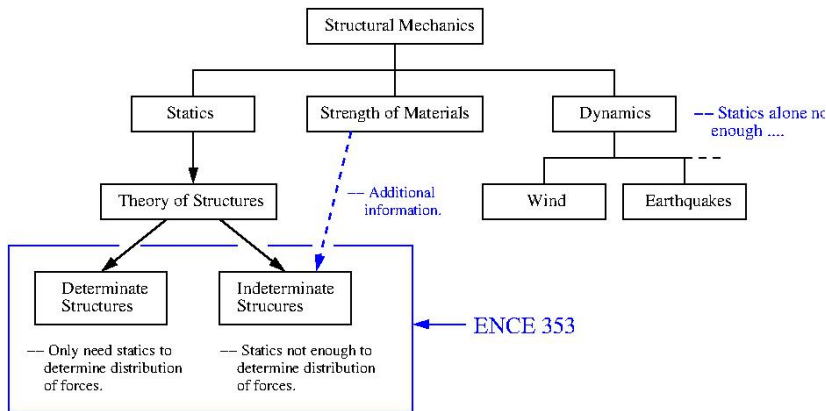 Structural Mechanics
Statics
Strength of Materials
Dynamics
–– Statics alone no
enough ....
Theory of Structures
–– Additional
information.
Wind
Earthquakes
Determinate
Structures
Indeterminate
Strucures
ENCE 353
–– Only need statics to
determine distribution
of forces.
–– Statics not enough to
determine distribution
of forces.